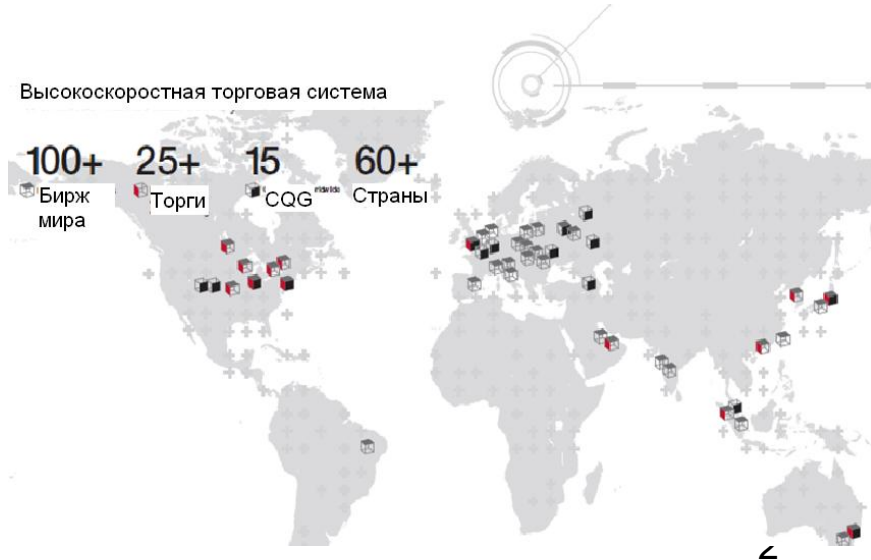 Высокоскоростная торговая система
100+ 25+ 15 60+
Бирж Торги CQG Страны
мира
2